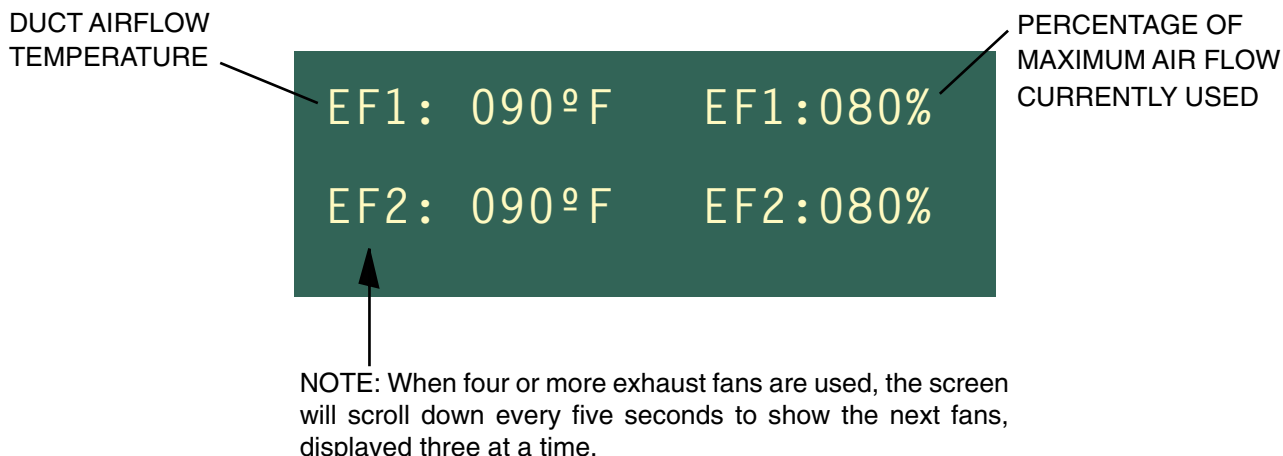 DUCT AIRFLOW
TEMPERATURE
PERCENTAGE OF
MAXIMUM AIR FLOW
CURRENTLY USED
EF1: 090ºF EF1:080%
EF2: 090ºF EF2:080%
NOTE: When four or more exhaust fans are used, the screen
will scroll down every five seconds to show the next fans,
displayed three at a time.